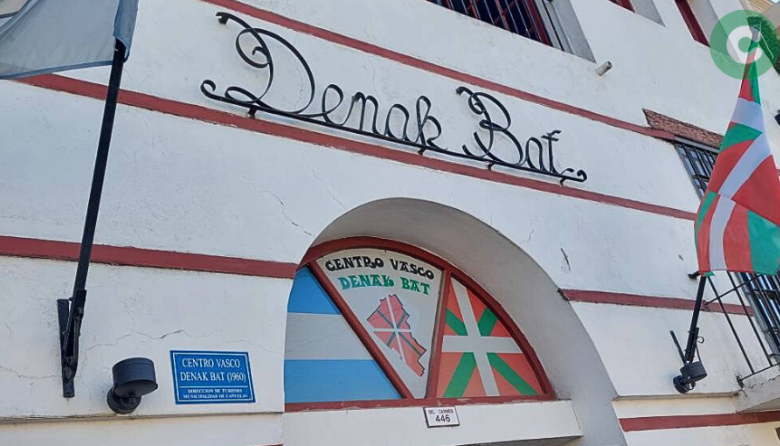 Denak Bat
CENTRO VASCO
DENAK BAT
CENTRO VASCO
DENAK BAT (1960)
DIRECCION DE TURISMO
MUNICIPALIDAD DE CAÑUELAS
DEL CARMEN
446
C